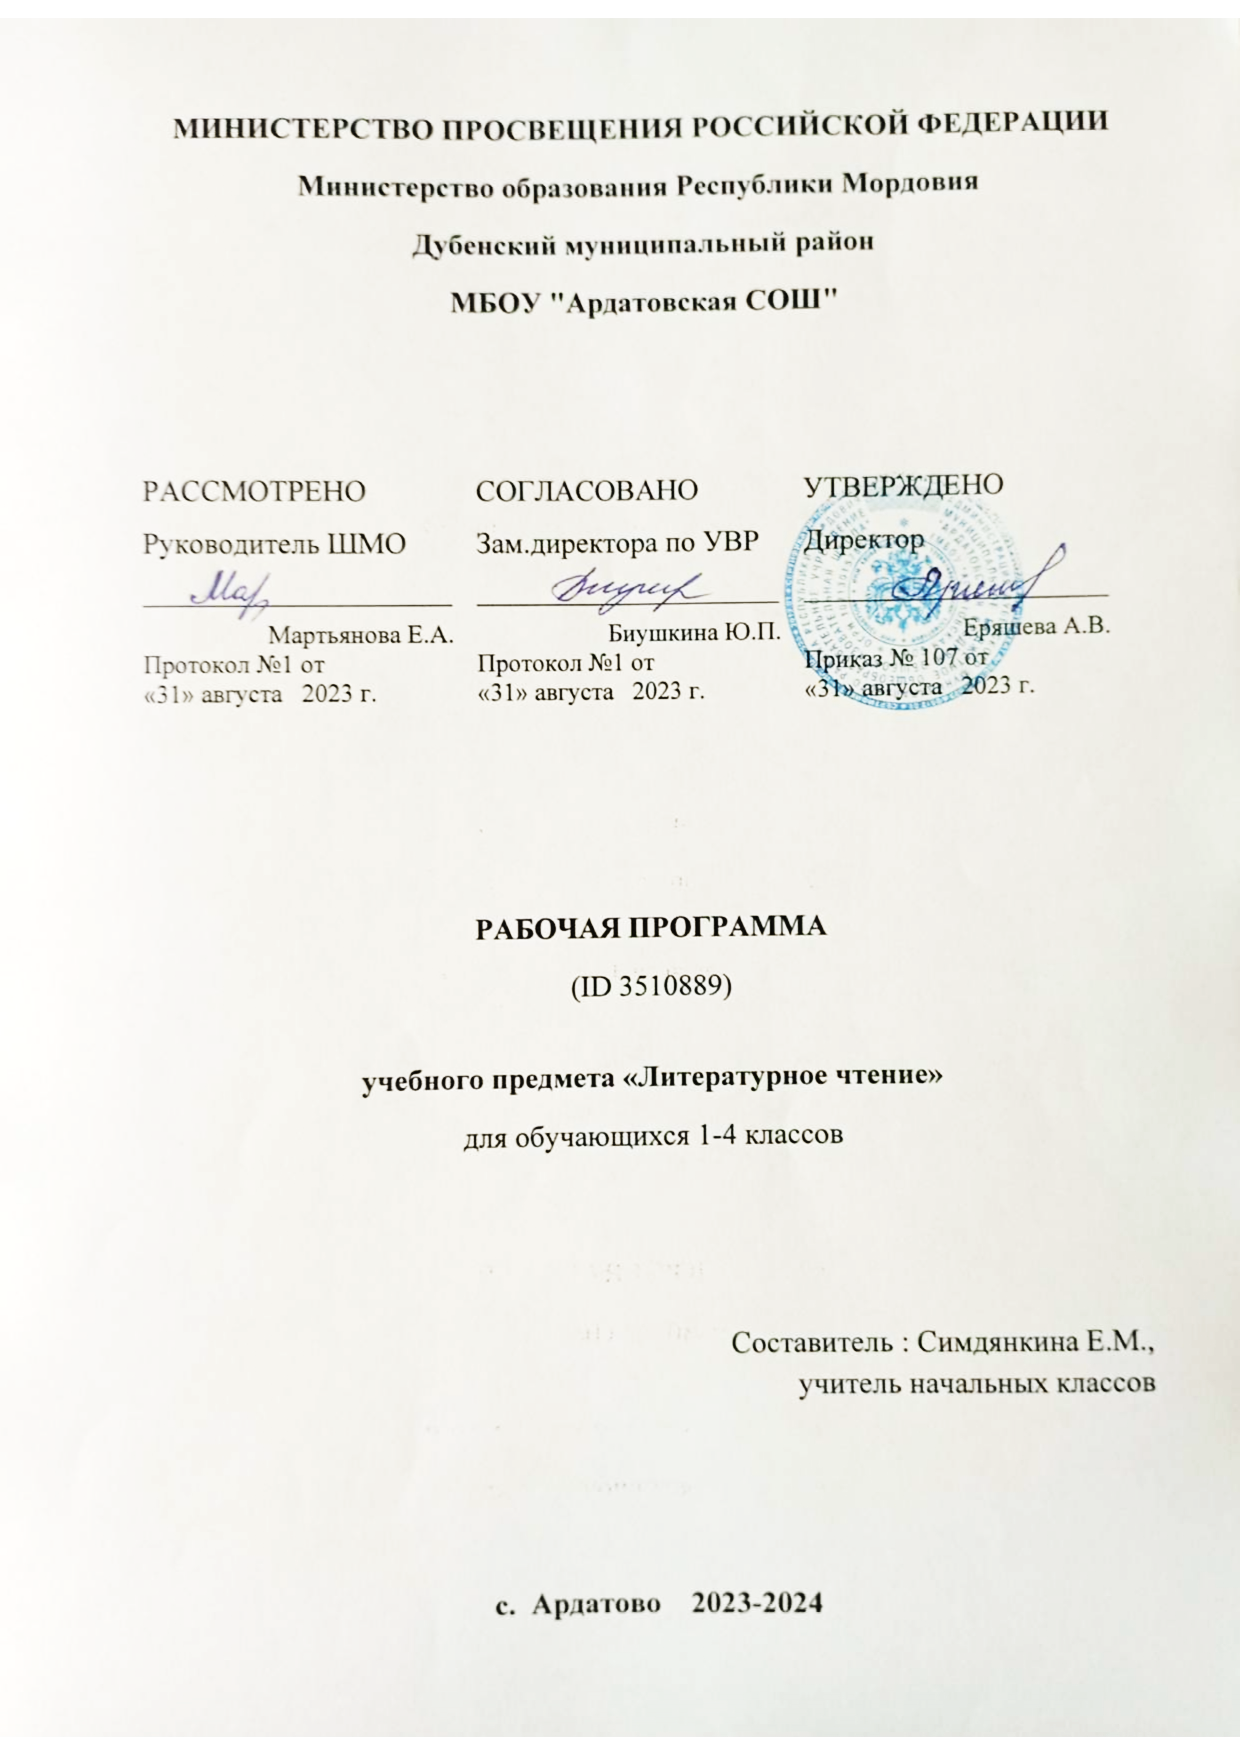 МИНИСТЕРСТВО ПРОСВЕЩЕНИЯ РОССИЙСКОЙ ФЕДЕРАЦИИ
Министерство образования Республики Мордовия
Дубенский муниципальный район
МБОУ "Ардатовская СОШ"
РАССМОТРЕНО
Руководитель ШМО
Мартьянова Е.А.
Протокол №1 от
«31» августа 2023 г.
СОГЛАСОВАНО
Зам.директора по УВР
Биушкина Ю.П.
Протокол №1 от
«31» августа 2023 г.
УТВЕРЖДЕНО
Директор
Еряшева А.В.
Приказ № 107 от
«31» августа 2023 г.
РАБОЧАЯ ПРОГРАММА
(ID 3510889)
учебного предмета «Литературное чтение»
для обучающихся 1-4 классов
Составитель : Симдянкина Е.М.,
учитель начальных классов
с. Ардатово 2023-2024